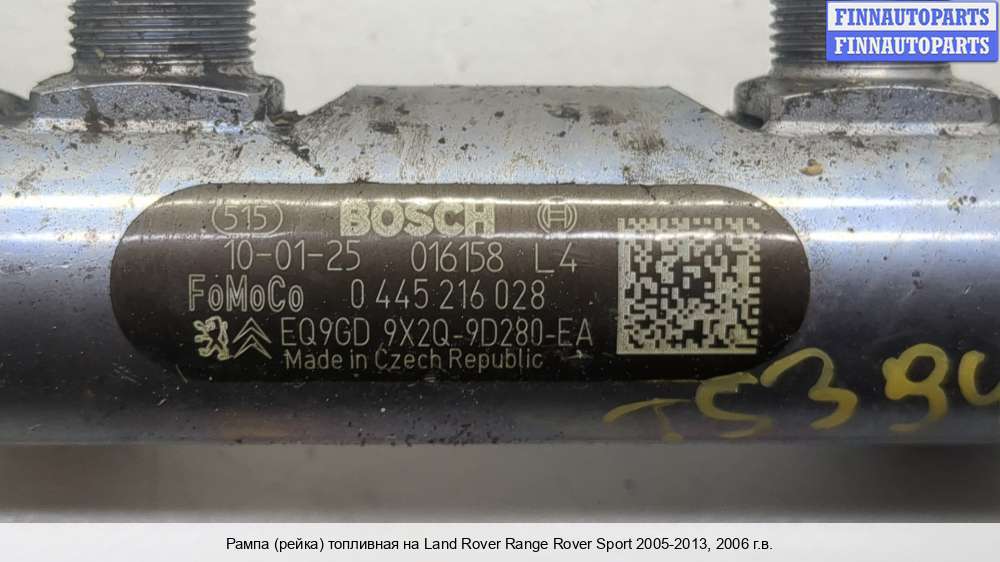 FINNAUTOPARTS
FINNAUTOPARTS
515 BOSCH
10-01-25 016158 L4
FoMoCo 0 445 216 028
EQ9GD 9X2Q-9D280-EA
Made in Czech Republic
Рампа (рейка) топливная на Land Rover Range Rover Sport 2005-2013, 2006 г.в.